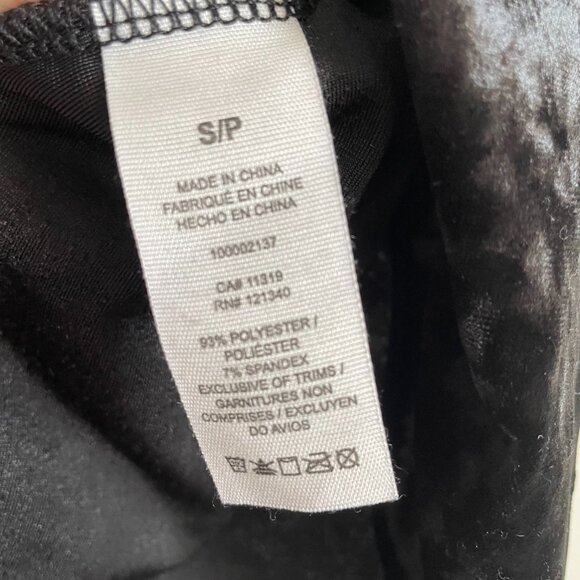 S/P
MADE IN CHINA
FABRIQUÉ EN CHINE
HECHO EN CHINA
100002137
CA# 11319
RN# 121340
93% POLYESTER /
POLIÉSTER
7% SPANDEX
EXCLUSIVE OF TRIMS /
GARNITURES NON
COMPRISES / EXCLUYEN
DO AVIOS